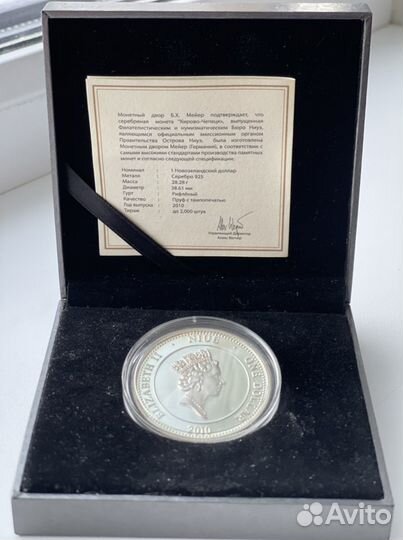 Монетный двор Б.Х. Мейер подтверждает, что
серебряная монета "Кирово-Чепецк", выпущенная
Филателистическим и нумизматическим Бюро Ниуэ,
являющимся официальным эмиссионным органом
Правительства Острова Ниуэ, была изготовлена
Монетным двором Мейер (Германия), в соответствии с
самыми высокими стандартами производства памятных
монет и согласно следующей спецификации:
Номинал 1 Новозеландский доллар
Металл Серебро 925
Масса 28.28 г
Диаметр 38.61 мм
Гурт Рифлёный
Качество Пруф с тампопечатью
Год выпуска 2010
Тираж до 2,000 штук
Управляющий Директор
ELIZABETH II NIUE ONE DOLLAR
2010
Avito